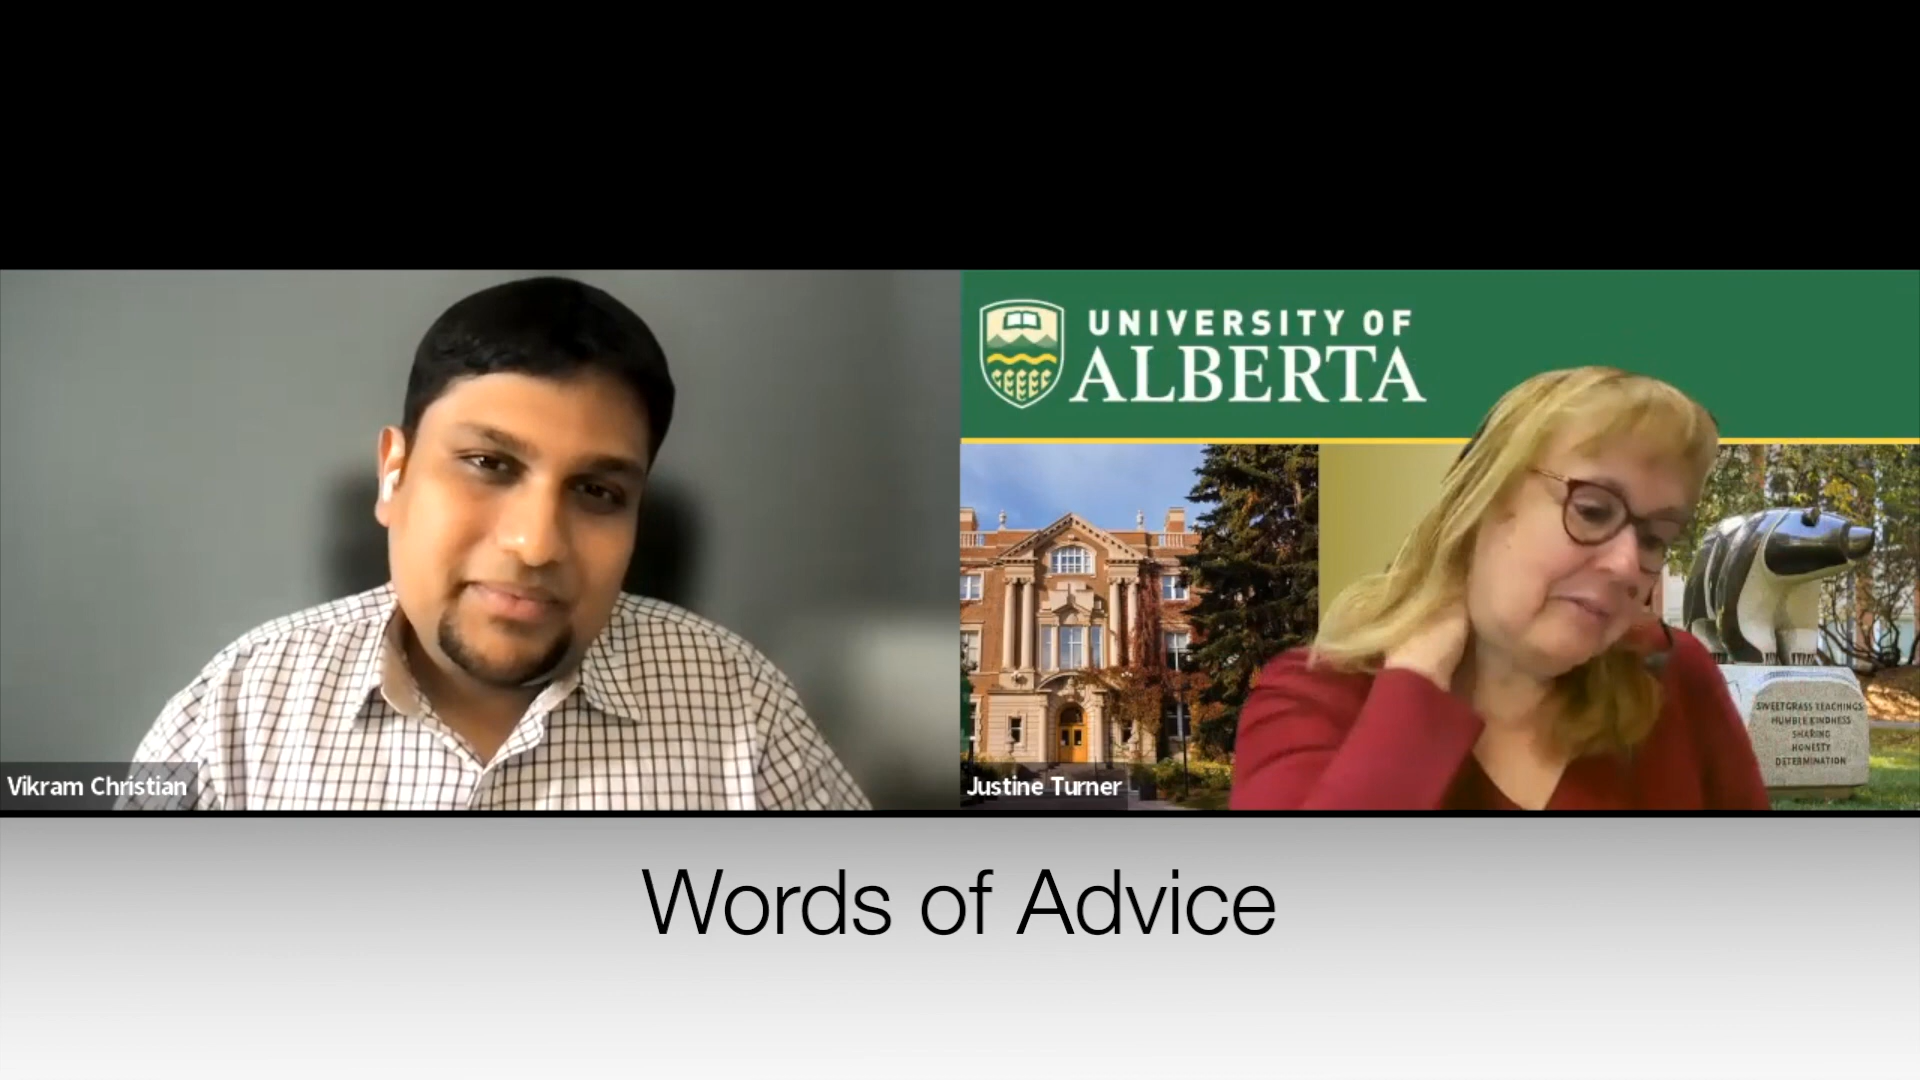 UNIVERSITY OF
ALBERTA
SWEETGRASS TEACHINGS
HUMBLE KINDNESS
SHARING
HONESTY
DETERMINATION
Vikram Christian
Justine Turner
Words of Advice